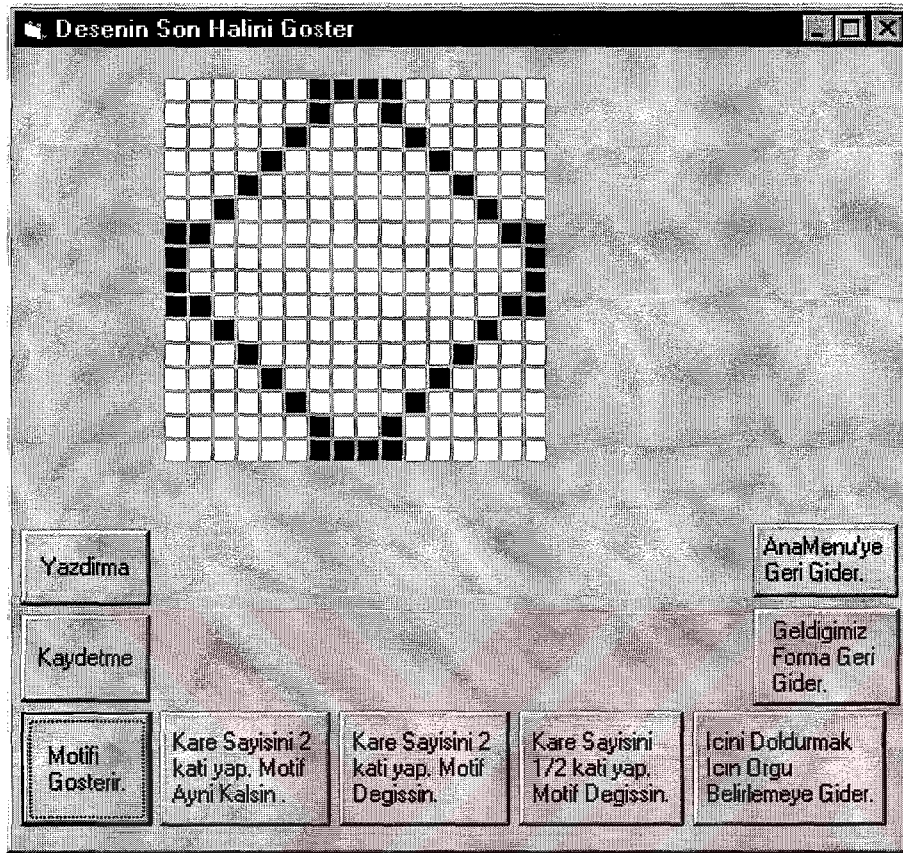 Desenin Son Halini Goster
Yazdirma
AnaMenu'ye
Geri Gider.
Kaydetme
Geldigimiz
Forma Geri
Gider.
Motifi
Gosterir.
Kare Sayisini 2
kati yap, Motif
Ayni Kalsin .
Kare Sayisini 2
kati yap, Motif
Degissin.
Kare Sayisini
1/2 kati yap,
Motif Degissin.
Icini Doldurmak
Icin Orgu
Belirlemeye Gider.